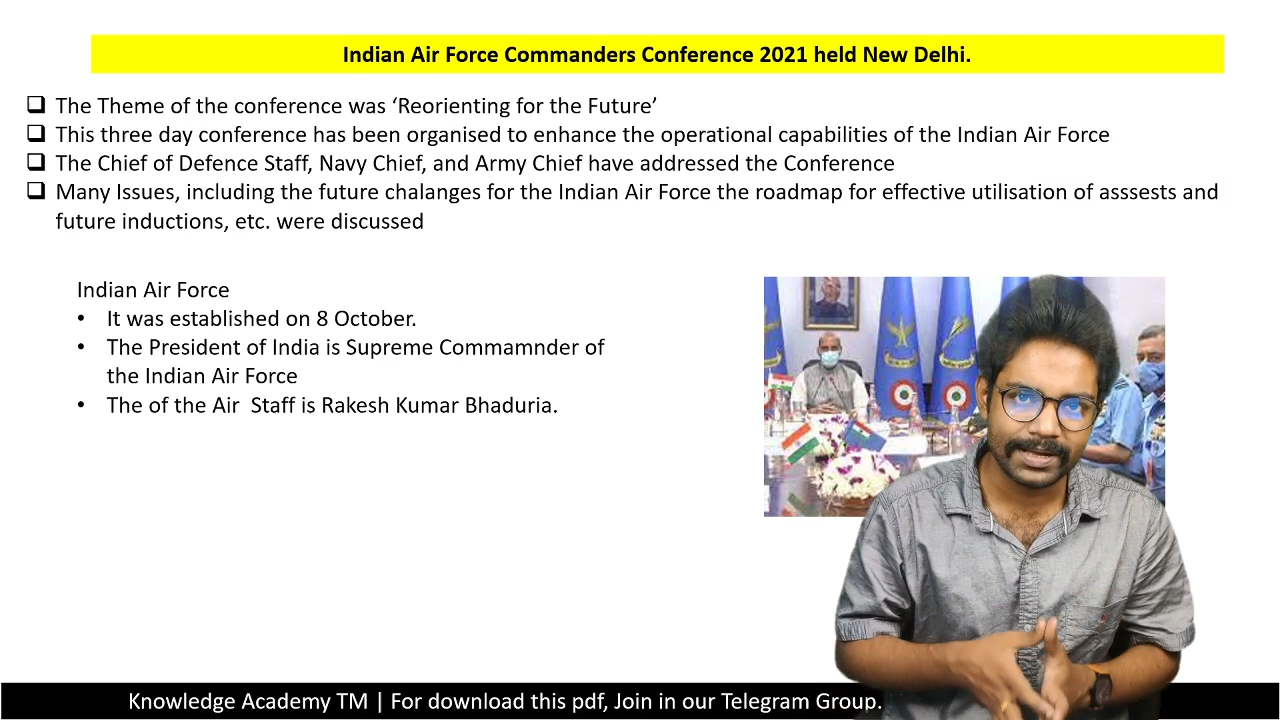 Indian Air Force Commanders Conference 2021 held New Delhi.
The Theme of the conference was ‘Reorienting for the Future’
This three day conference has been organised to enhance the operational capabilities of the Indian Air Force
The Chief of Defence Staff, Navy Chief, and Army Chief have addressed the Conference
Many Issues, including the future chalanges for the Indian Air Force the roadmap for effective utilisation of asssests and
future inductions, etc. were discussed
Indian Air Force
• It was established on 8 October.
• The President of India is Supreme Commamnder of
the Indian Air Force
• The of the Air Staff is Rakesh Kumar Bhaduria.
Knowledge Academy TM | For download this pdf, Join in our Telegram Group.